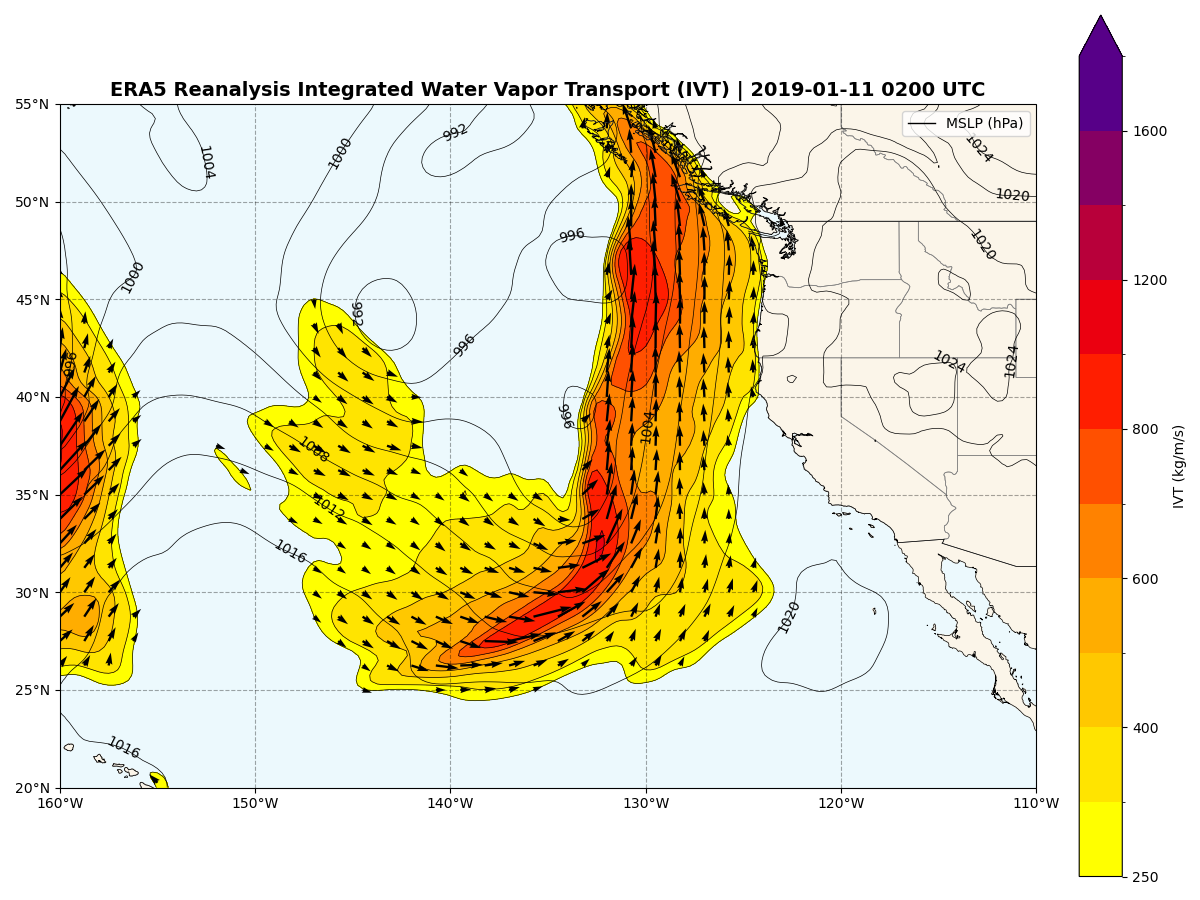 ERA5 Reanalysis Integrated Water Vapor Transport (IVT) | 2019-01-11 0200 UTC
MSLP (hPa)
55°N
50°N
45°N
40°N
35°N
30°N
25°N
20°N
160°W
150°W
140°W
130°W
120°W
110°W
1004
1000
992
1024
1020
996
1020
1000
992
996
1024
1024
996
996
1004
1008
1012
1016
1020
1016
1600
1200
800
600
400
250
IVT (kg/m/s)